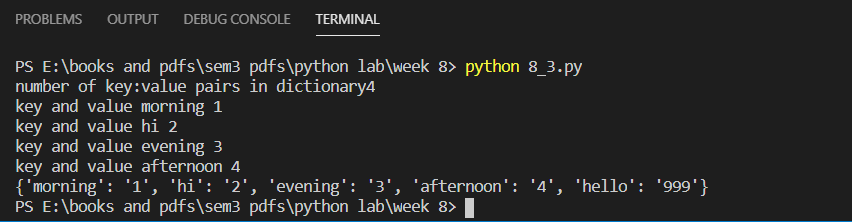 PROBLEMS OUTPUT DEBUG CONSOLE TERMINAL
PS E:\books and pdfs\sem3 pdfs\python lab\week 8> python 8_3.py
number of key:value pairs in dictionary4
key and value morning 1
key and value hi 2
key and value evening 3
key and value afternoon 4
{'morning': '1', 'hi': '2', 'evening': '3', 'afternoon': '4', 'hello': '999'}
PS E:\books and pdfs\sem3 pdfs\python lab\week 8>